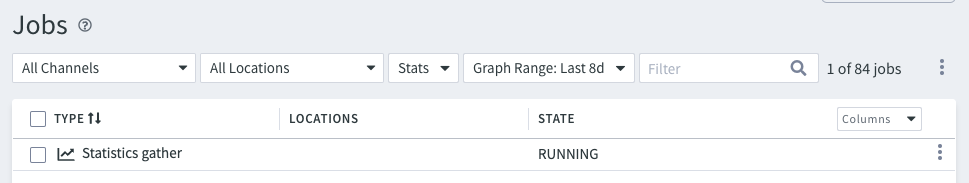 Jobs ?
All Channels All Locations Stats Graph Range: Last 8d Filter 1 of 84 jobs
TYPE LOCATIONS STATE Columns
Statistics gather RUNNING